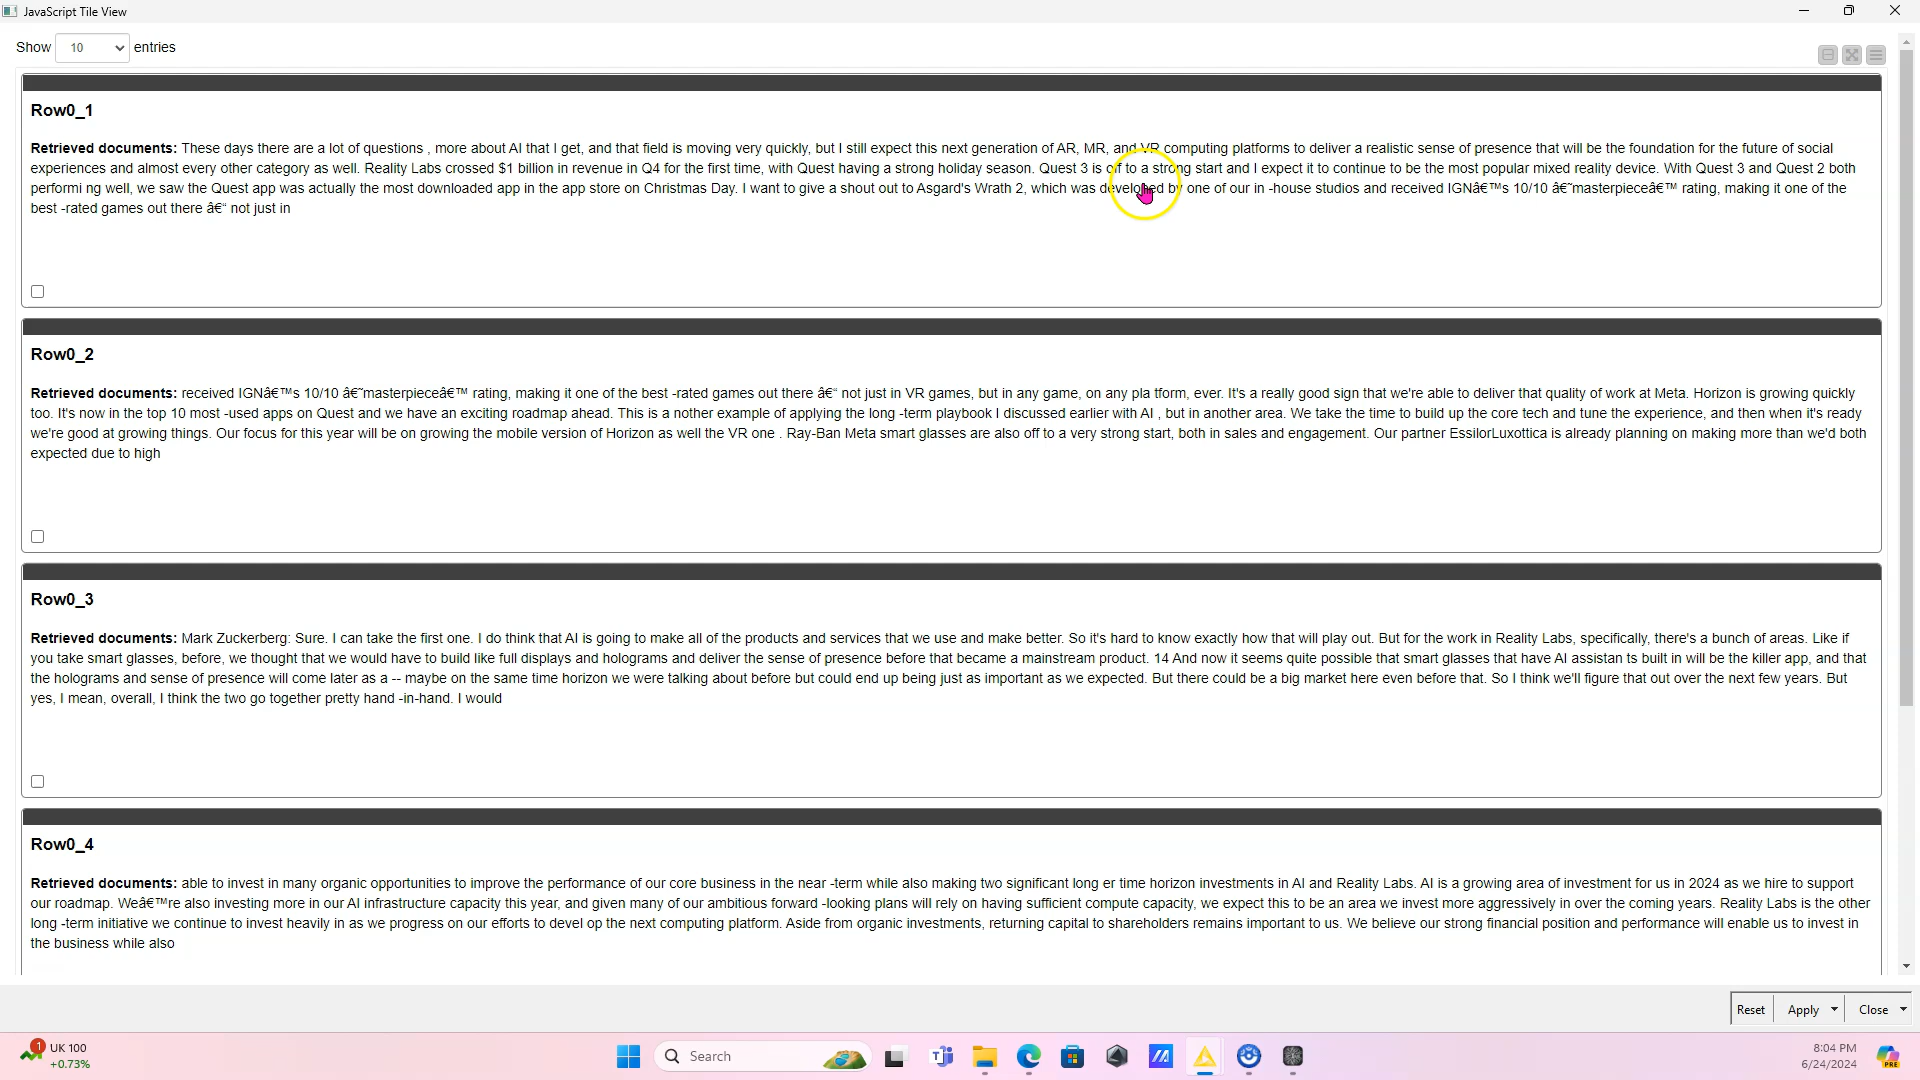 JavaScript Tile View
Show 10 entries
Row0_1
Retrieved documents: These days there are a lot of questions , more about AI that I get, and that field is moving very quickly, but I still expect this next generation of AR, MR, and VR computing platforms to deliver a realistic sense of presence that will be the foundation for the future of social
experiences and almost every other category as well. Reality Labs crossed $1 billion in revenue in Q4 for the first time, with Quest having a strong holiday season. Quest 3 is off to a strong start and I expect it to continue to be the most popular mixed reality device. With Quest 3 and Quest 2 both
performi ng well, we saw the Quest app was actually the most downloaded app in the app store on Christmas Day. I want to give a shout out to Asgard's Wrath 2, which was developed by one of our in -house studios and received IGNâ€™s 10/10 â€˜masterpieceâ€™ rating, making it one of the
best -rated games out there â€“ not just in
Row0_2
Retrieved documents: received IGNâ€™s 10/10 â€˜masterpieceâ€™ rating, making it one of the best -rated games out there â€“ not just in VR games, but in any game, on any pla tform, ever. It's a really good sign that we're able to deliver that quality of work at Meta. Horizon is growing quickly
too. It's now in the top 10 most -used apps on Quest and we have an exciting roadmap ahead. This is a nother example of applying the long -term playbook I discussed earlier with AI , but in another area. We take the time to build up the core tech and tune the experience, and then when it's ready
we're good at growing things. Our focus for this year will be on growing the mobile version of Horizon as well the VR one . Ray-Ban Meta smart glasses are also off to a very strong start, both in sales and engagement. Our partner EssilorLuxottica is already planning on making more than we'd both
expected due to high
Row0_3
Retrieved documents: Mark Zuckerberg: Sure. I can take the first one. I do think that AI is going to make all of the products and services that we use and make better. So it's hard to know exactly how that will play out. But for the work in Reality Labs, specifically, there's a bunch of areas. Like if
you take smart glasses, before, we thought that we would have to build like full displays and holograms and deliver the sense of presence before that became a mainstream product. 14 And now it seems quite possible that smart glasses that have AI assistan ts built in will be the killer app, and that
the holograms and sense of presence will come later as a -- maybe on the same time horizon we were talking about before but could end up being just as important as we expected. But there could be a big market here even before that. So I think we'll figure that out over the next few years. But
yes, I mean, overall, I think the two go together pretty hand -in-hand. I would
Row0_4
Retrieved documents: able to invest in many organic opportunities to improve the performance of our core business in the near -term while also making two significant long er time horizon investments in AI and Reality Labs. AI is a growing area of investment for us in 2024 as we hire to support
our roadmap. Weâ€™re also investing more in our AI infrastructure capacity this year, and given many of our ambitious forward -looking plans will rely on having sufficient compute capacity, we expect this to be an area we invest more aggressively in over the coming years. Reality Labs is the other
long -term initiative we continue to invest heavily in as we progress on our efforts to devel op the next computing platform. Aside from organic investments, returning capital to shareholders remains important to us. We believe our strong financial position and performance will enable us to invest in
the business while also
Reset Apply Close
1 UK 100
+0.73%
Search
8:04 PM
6/24/2024
PRE